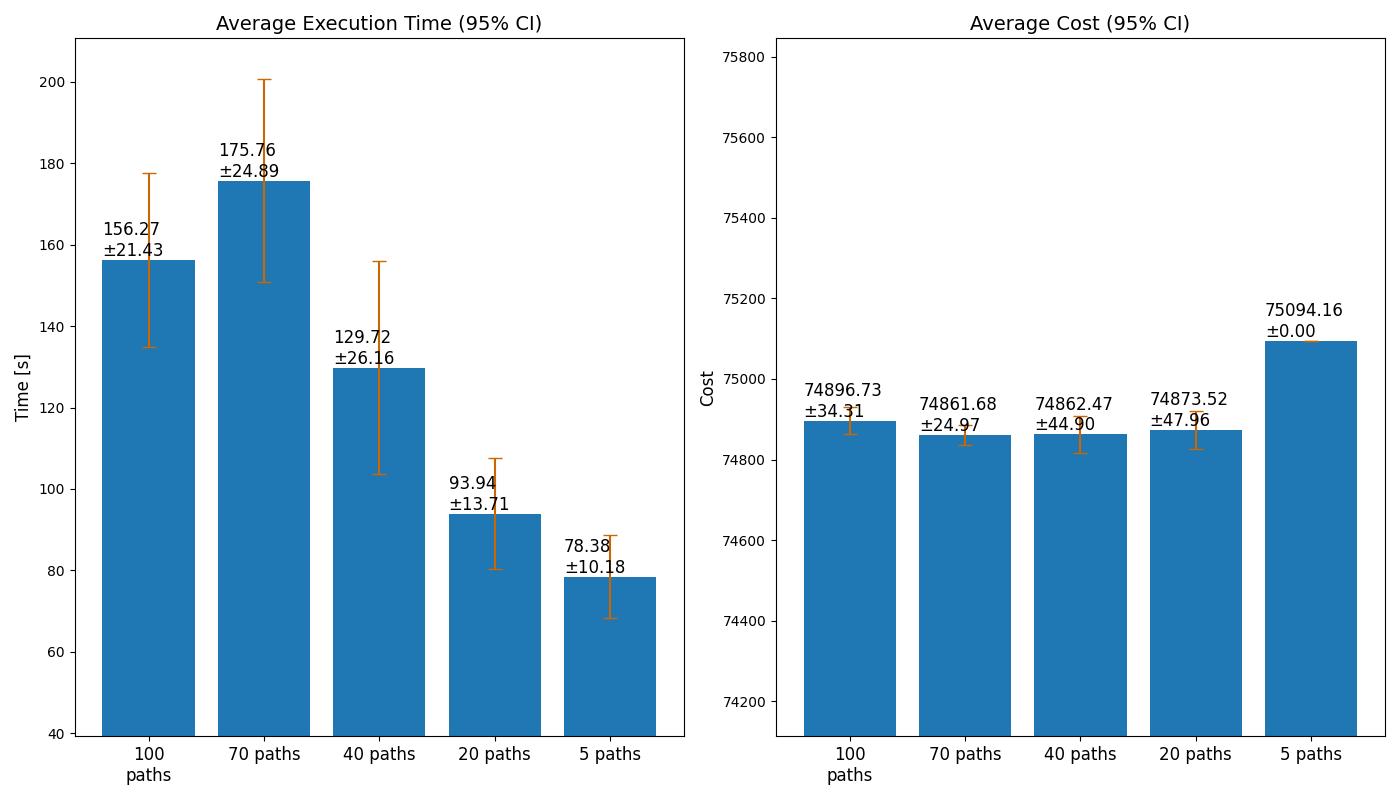 Average Execution Time (95% CI)
Time [s]
200
180
160
140
120
100
80
60
40
156.27
±21.43
175.76
±24.89
129.72
±26.16
93.94
±13.71
78.38
±10.18
100
paths
70 paths
40 paths
20 paths
5 paths
Average Cost (95% CI)
Cost
75800
75600
75400
75200
75000
74800
74600
74400
74200
74896.73
±34.31
74861.68
±24.97
74862.47
±44.90
74873.52
±47.96
75094.16
±0.00
100
paths
70 paths
40 paths
20 paths
5 paths